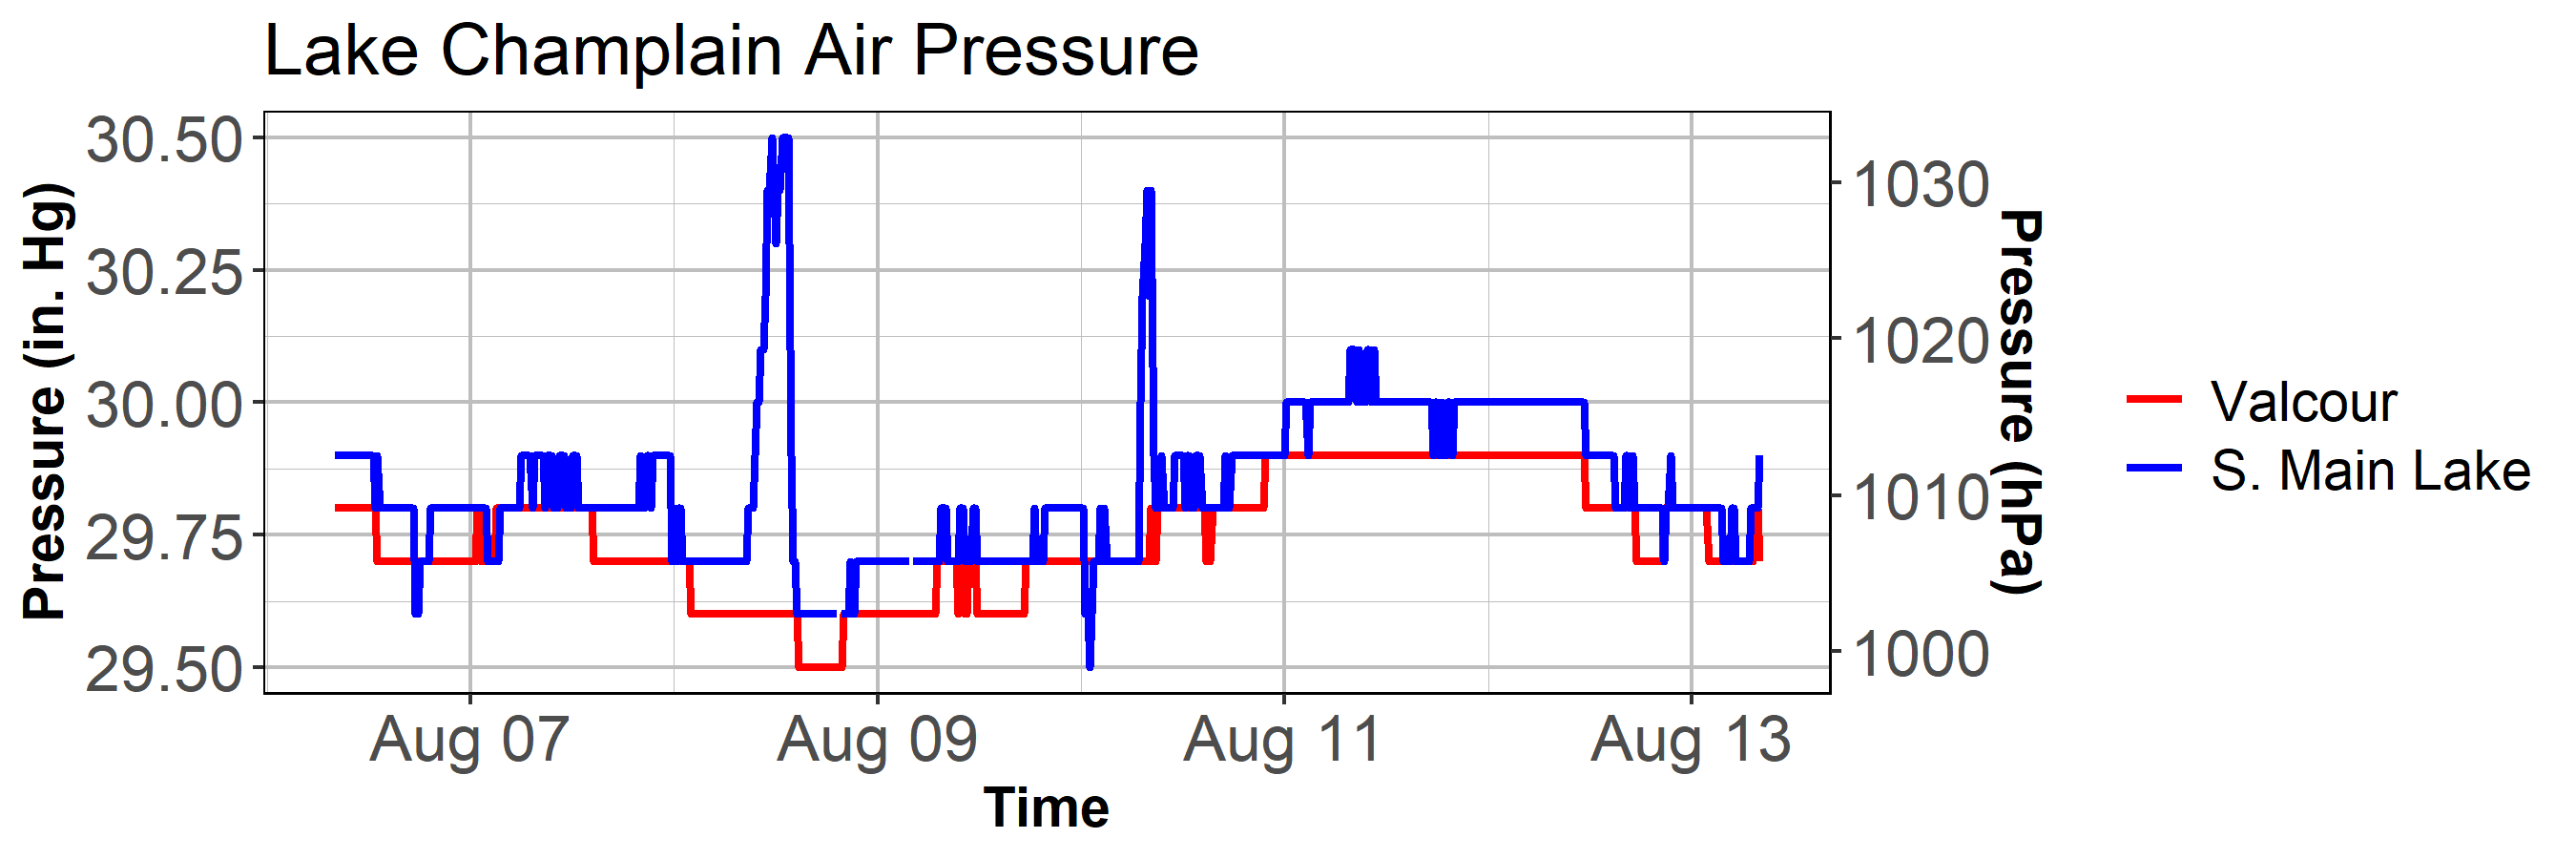 Lake Champlain Air Pressure
Pressure (in. Hg)
30.50
30.25
30.00
29.75
29.50
1030
1020
1010
1000
Pressure (hPa)
Aug 07 Aug 09 Aug 11 Aug 13
Time
Valcour
S. Main Lake